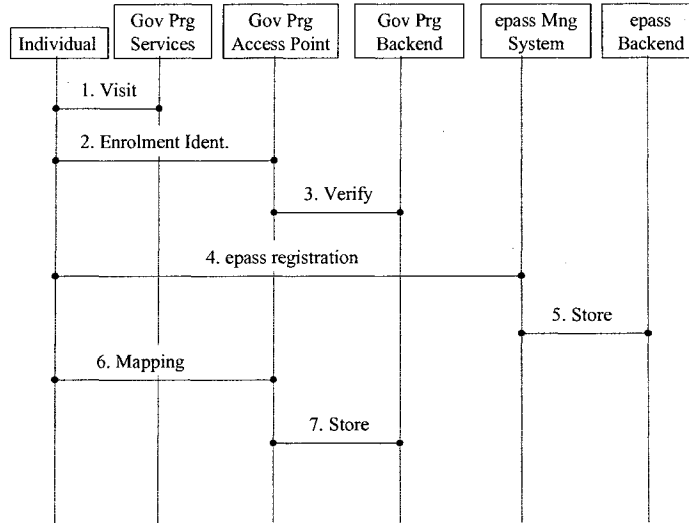 Individual
Gov Prg
Services
Gov Prg
Access Point
Gov Prg
Backend
epass Mng
System
epass
Backend
1. Visit
2. Enrolment Ident.
3. Verify
4. epass registration
5. Store
6. Mapping
7. Store